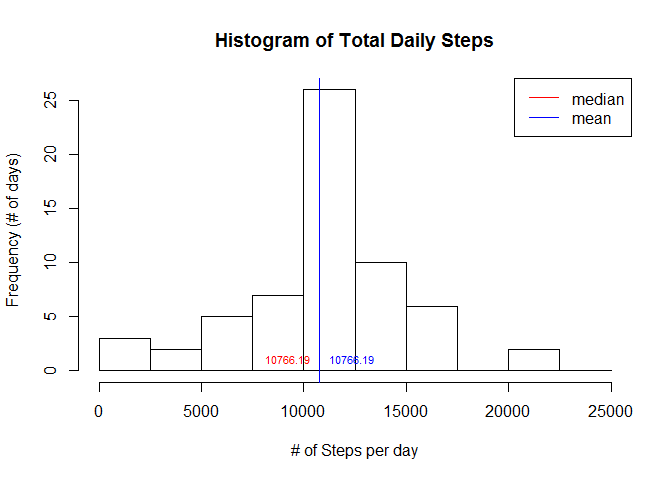 Histogram of Total Daily Steps
median
mean
Frequency (# of days)
25
20
15
10
5
0
10766.19 10766.19
0 5000 10000 15000 20000 25000
# of Steps per day